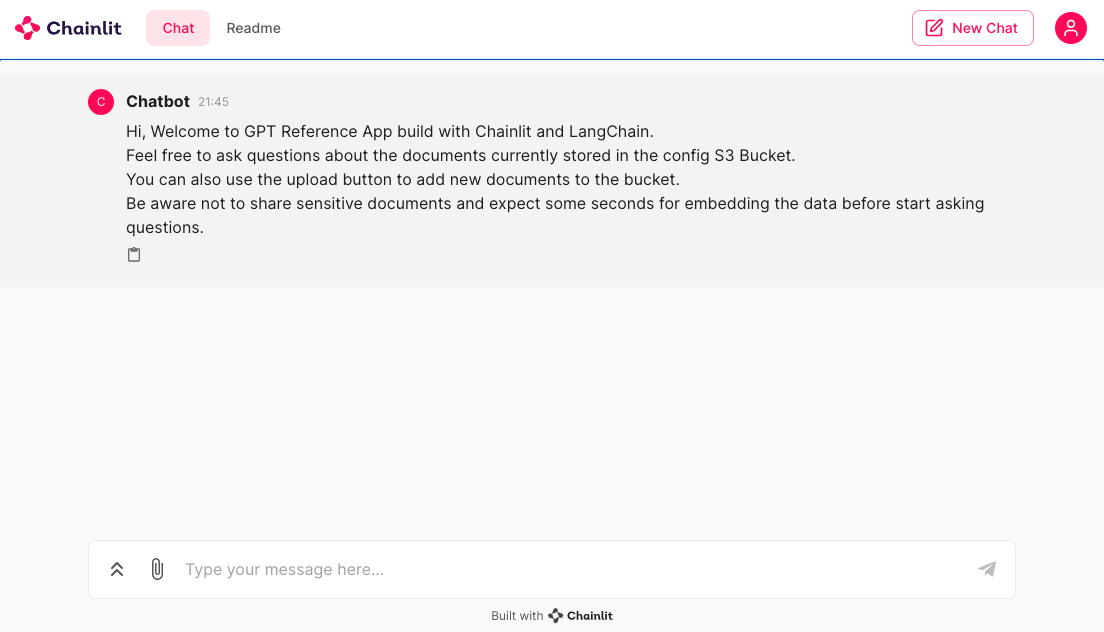 Chainlit Chat Readme New Chat
C Chatbot 21:45
Hi, Welcome to GPT Reference App build with Chainlit and LangChain.
Feel free to ask questions about the documents currently stored in the config S3 Bucket.
You can also use the upload button to add new documents to the bucket.
Be aware not to share sensitive documents and expect some seconds for embedding the data before start asking
questions.
Type your message here...
Built with Chainlit